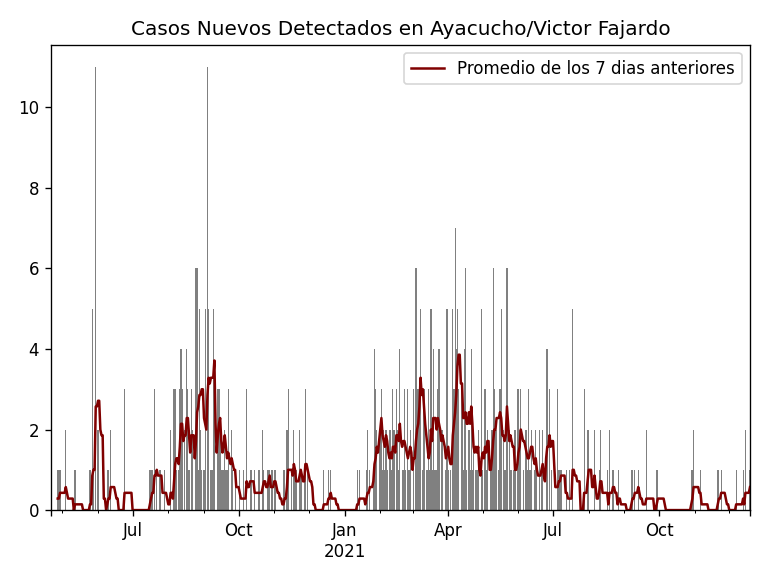 Casos Nuevos Detectados en Ayacucho/Victor Fajardo
Promedio de los 7 dias anteriores
10
8
6
4
2
0
Jul Oct Jan Apr Jul Oct
2021